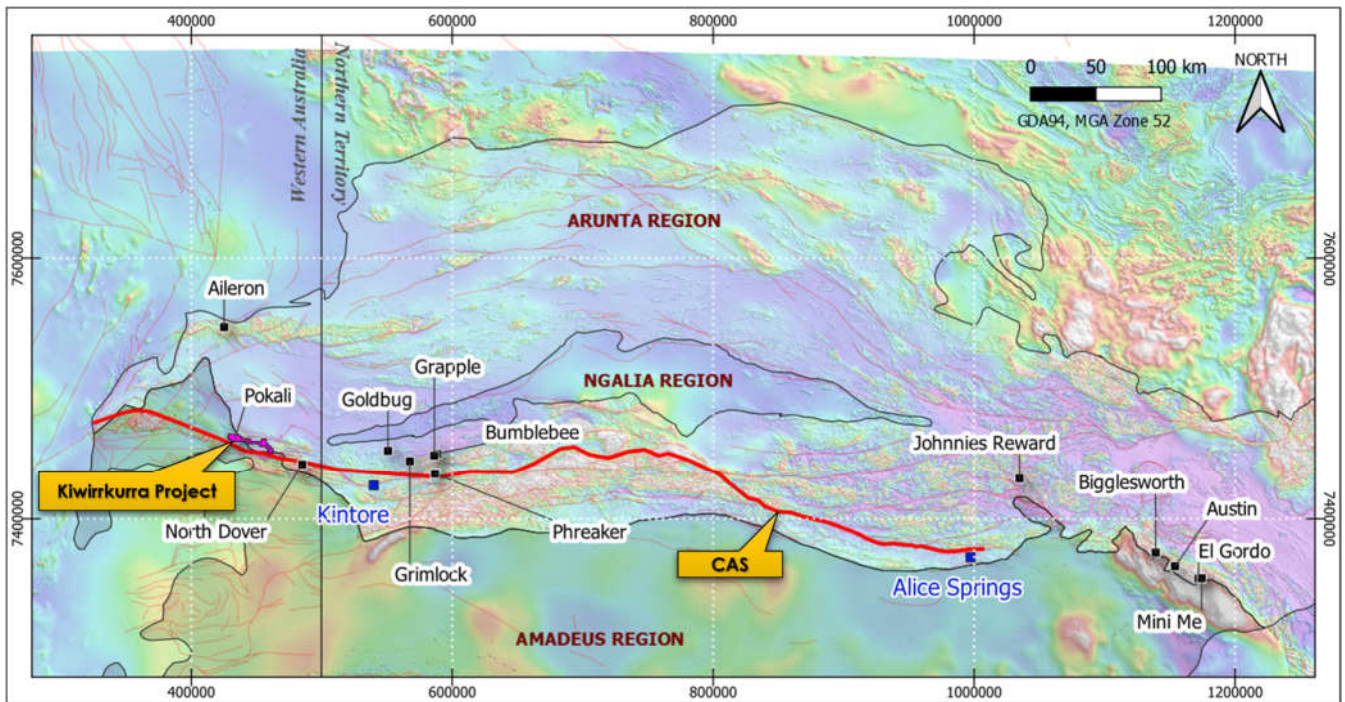 400000
600000
800000
1000000
1200000
Western Australia
Northern Territory
0 50 100 km
GDA94, MGA Zone 52
NORTH
ARUNTA REGION
7600000
7600000
Aileron
Grapple
NGALIA REGION
Pokali
Goldbug
Bumblebee
Johnnies Reward
Bigglesworth
Kiwirrkurra Project
Austin
7400000
North Dover
Kintore
Phreaker
El Gordo
7400000
CAS
Grimlock
Alice Springs
Mini Me
AMADEUS REGION
400000
600000
800000
1000000
1200000